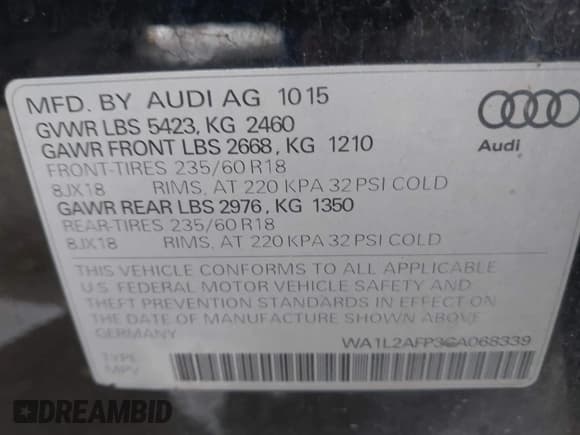 MFD. BY AUDI AG 1015
GVWR LBS 5423, KG 2460
GAWR FRONT LBS 2668, KG 1210
FRONT-TIRES 235/60 R18
8JX18 RIMS, AT 220 KPA 32 PSI COLD
GAWR REAR LBS 2976, KG 1350
REAR-TIRES 235/60 R18
8JX18 RIMS, AT 220 KPA 32 PSI COLD
Audi
THIS VEHICLE CONFORMS TO ALL APPLICABLE
U.S. FEDERAL MOTOR VEHICLE SAFETY AND
THEFT PREVENTION STANDARDS IN EFFECT ON
THE DATE OF MANUFACTURE SHOWN ABOVE.
GERMANY
WA1L2AFP3GA068339
TYPE:
MPV
DREAMBID